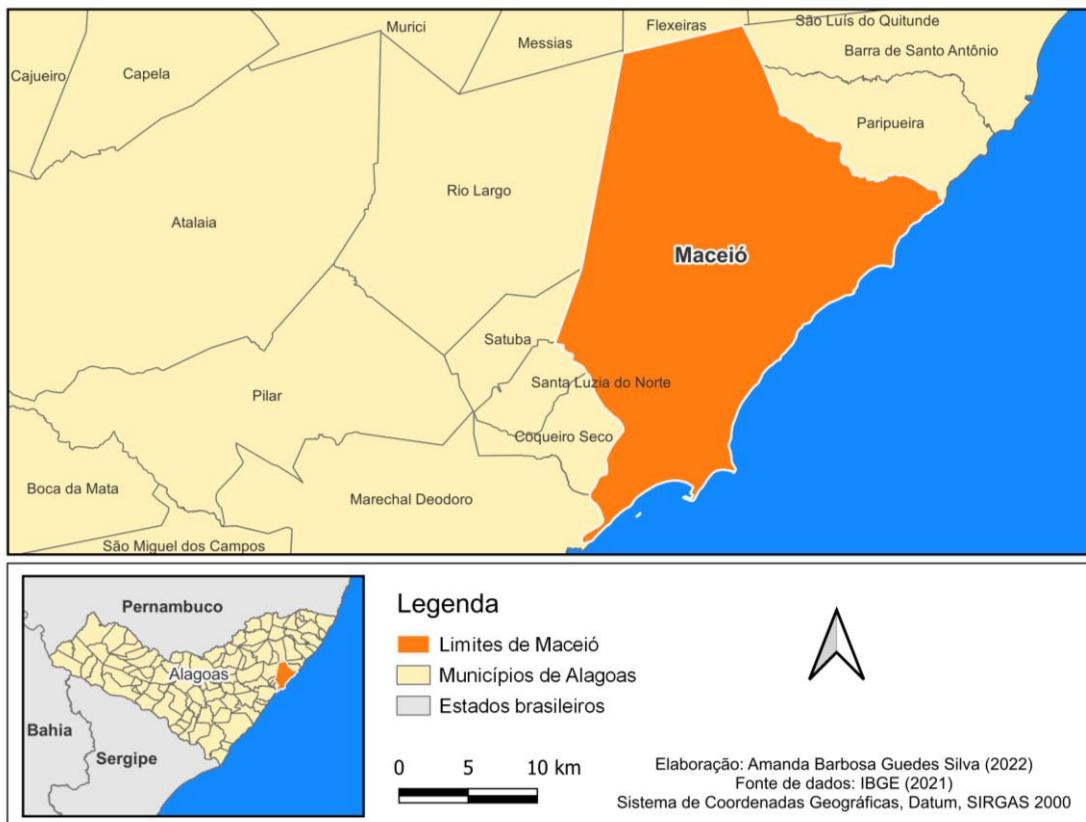 Murici
Messias
Flexeiras
São Luís do Quitunde
Barra de Santo Antônio
Cajueiro
Capela
Paripueira
Rio Largo
Atalaia
Maceió
Satuba
Santa Luzia do Norte
Pilar
Coqueiro Seco
Boca da Mata
Marechal Deodoro
São Miguel dos Campos
Pernambuco
Alagoas
Bahia
Sergipe
Legenda
Limites de Maceió
Municípios de Alagoas
Estados brasileiros
0 5 10 km
Elaboração: Amanda Barbosa Guedes Silva (2022)
Fonte de dados: IBGE (2021)
Sistema de Coordenadas Geográficas, Datum, SIRGAS 2000